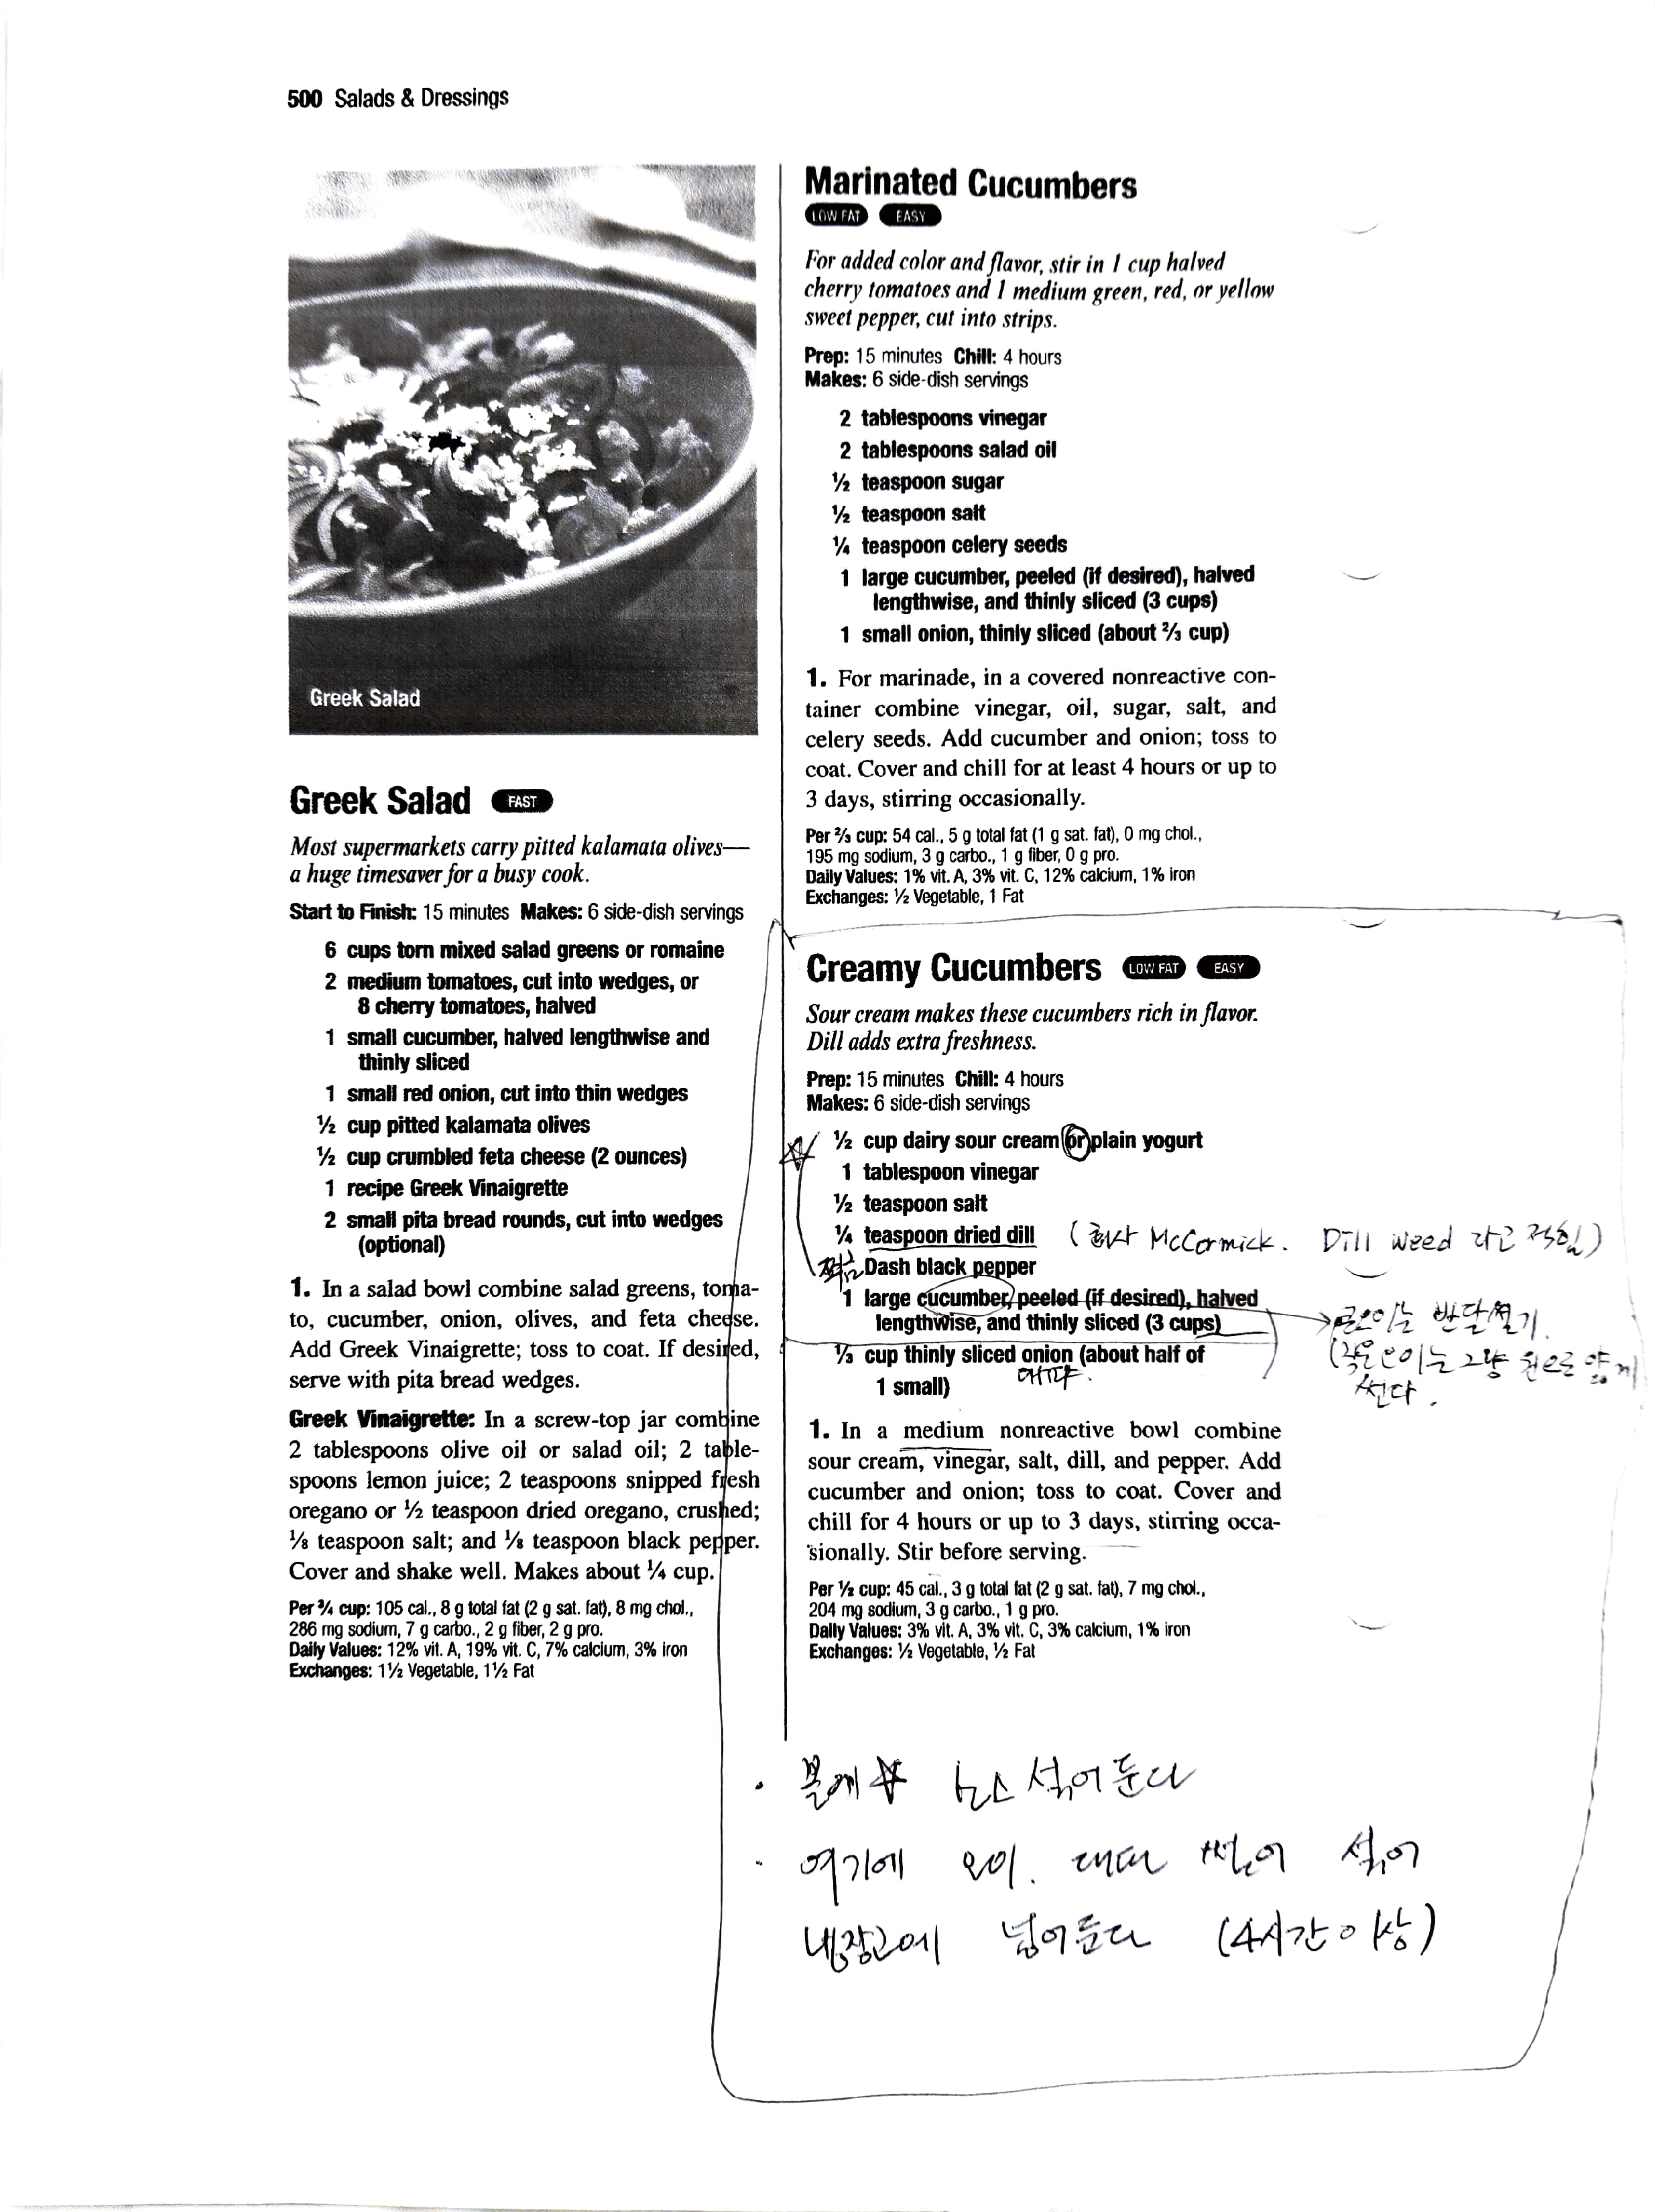 500 Salads & Dressings
Greek Salad
Greek Salad FAST
Most supermarkets carry pitted kalamata olives—
a huge timesaver for a busy cook.
Start to Finish: 15 minutes Makes: 6 side-dish servings
6 cups torn mixed salad greens or romaine
2 medium tomatoes, cut into wedges, or
8 cherry tomatoes, halved
1 small cucumber, halved lengthwise and
thinly sliced
1 small red onion, cut into thin wedges
½ cup pitted kalamata olives
½ cup crumbled feta cheese (2 ounces)
1 recipe Greek Vinaigrette
2 small pita bread rounds, cut into wedges
(optional)
1. In a salad bowl combine salad greens, toma-
to, cucumber, onion, olives, and feta cheese.
Add Greek Vinaigrette; toss to coat. If desired,
serve with pita bread wedges.
Greek Vinaigrette: In a screw-top jar combine
2 tablespoons olive oil or salad oil; 2 table-
spoons lemon juice; 2 teaspoons snipped fresh
oregano or ½ teaspoon dried oregano, crushed;
⅛ teaspoon salt; and ⅛ teaspoon black pepper.
Cover and shake well. Makes about ¼ cup.
Per ¾ cup: 105 cal., 8 g total fat (2 g sat. fat), 8 mg chol.,
286 mg sodium, 7 g carbo., 2 g fiber, 2 g pro.
Daily Values: 12% vit. A, 19% vit. C, 7% calcium, 3% iron
Exchanges: 1½ Vegetable, 1½ Fat
Marinated Cucumbers
LOW FAT EASY
For added color and flavor, stir in 1 cup halved
cherry tomatoes and 1 medium green, red, or yellow
sweet pepper, cut into strips.
Prep: 15 minutes Chill: 4 hours
Makes: 6 side-dish servings
2 tablespoons vinegar
2 tablespoons salad oil
½ teaspoon sugar
½ teaspoon salt
¼ teaspoon celery seeds
1 large cucumber, peeled (if desired), halved
lengthwise, and thinly sliced (3 cups)
1 small onion, thinly sliced (about ⅔ cup)
1. For marinade, in a covered nonreactive con-
tainer combine vinegar, oil, sugar, salt, and
celery seeds. Add cucumber and onion; toss to
coat. Cover and chill for at least 4 hours or up to
3 days, stirring occasionally.
Per ⅔ cup: 54 cal., 5 g total fat (1 g sat. fat), 0 mg chol.,
195 mg sodium, 3 g carbo., 1 g fiber, 0 g pro.
Daily Values: 1% vit. A, 3% vit. C, 12% calcium, 1% iron
Exchanges: ½ Vegetable, 1 Fat
Creamy Cucumbers LOW FAT EASY
Sour cream makes these cucumbers rich in flavor.
Dill adds extra freshness.
Prep: 15 minutes Chill: 4 hours
Makes: 6 side-dish servings
½ cup dairy sour cream or plain yogurt
1 tablespoon vinegar
½ teaspoon salt
¼ teaspoon dried dill (회사 McCormick. Dill weed 라고 적힘)
쪼금 Dash black pepper
1 large cucumber, peeled (if desired), halved
lengthwise, and thinly sliced (3 cups)
큰오이는 반달썰기.
(작은오이는 그냥 원으로 얇게
썬다.
⅓ cup thinly sliced onion (about half of
1 small)
1. In a medium nonreactive bowl combine
sour cream, vinegar, salt, dill, and pepper. Add
cucumber and onion; toss to coat. Cover and
chill for 4 hours or up to 3 days, stirring occa-
sionally. Stir before serving.
Per ½ cup: 45 cal., 3 g total fat (2 g sat. fat), 7 mg chol.,
204 mg sodium, 3 g carbo., 1 g pro.
Daily Values: 3% vit. A, 3% vit. C, 3% calcium, 1% iron
Exchanges: ½ Vegetable, ½ Fat
· 볼에 ☆ 섞어둔다
· 여기에 오이. 썰어 섞어
냉장고에 넣어둔다 (4시간이상)